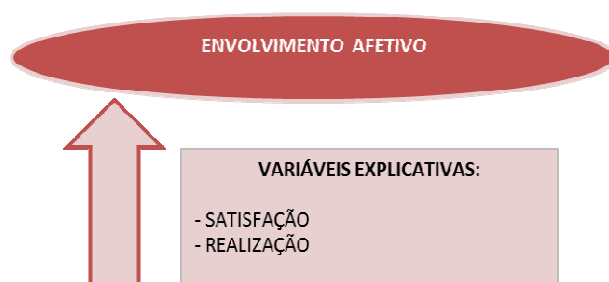 ENVOLVIMENTO AFETIVO
VARIÁVEIS EXPLICATIVAS:
- SATISFAÇÃO
- REALIZAÇÃO